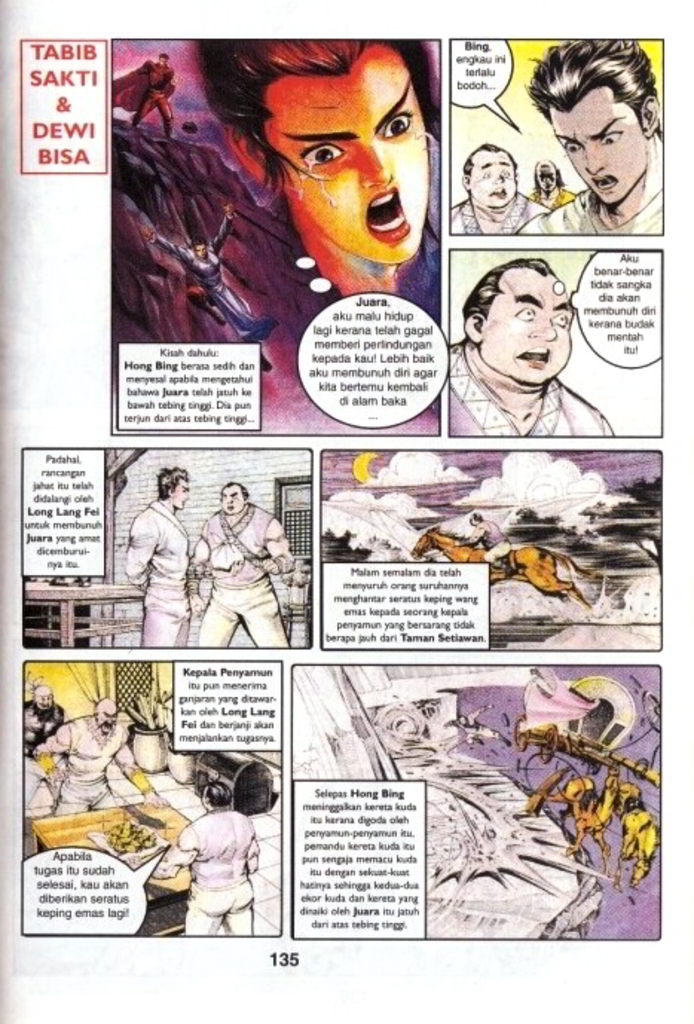 TABIB
SAKTI
&
DEWI
BISA
Kisah dahulu:
Hong Bing berasa sedih dan
menyesal apabila mengetahui
bahawa Juara telah jatuh ke
bawah tebing tinggi. Dia pun
terjun dari atas tebing tinggi...
Juara,
aku malu hidup
lagi kerana telah gagal
memberi perlindungan
kepada kau! Lebih baik
aku membunuh diri agar
kita bertemu kembali
di alam baka
...
Bing,
engkau ini
terlalu
bodoh...
Aku
benar-benar
tidak sangka
dia akan
membunuh diri
kerana budak
mentah
itu!
Padahal,
rancangan
jahat itu telah
didalangi oleh
Long Lang Fei
untuk membunuh
Juara yang amat
dicemburui-
nya itu.
Malam semalam dia telah
menyuruh orang suruhannya
menghantar seratus keping wang
emas kepada seorang kepala
penyamun yang bersarang tidak
berapa jauh dari Taman Setiawan.
Kepala Penyamun
itu pun menerima
ganjaran yang ditawar-
kan oleh Long Lang
Fei dan berjanji akan
menjalankan tugasnya.
Apabila
tugas itu sudah
selesai, kau akan
diberikan seratus
keping emas lagi!
Selepas Hong Bing
meninggalkan kereta kuda
itu kerana digoda oleh
penyamun-penyamun itu,
pemandu kereta kuda itu
pun sengaja memacu kuda
itu dengan sekuat-kuat
hatinya sehingga kedua-dua
ekor kuda dan kereta yang
dinaiki oleh Juara itu jatuh
dari atas tebing tinggi.
135